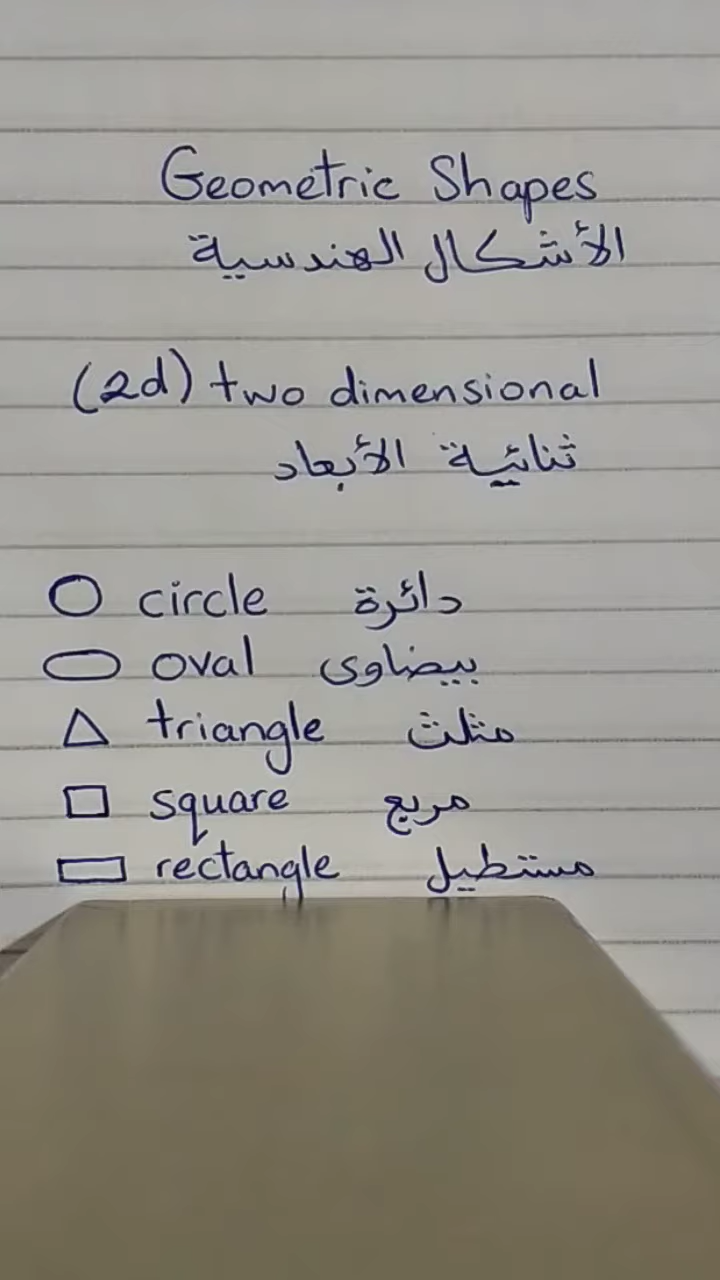 Geometric Shapes
الأشكال الهندسية
(2d) two dimensional
ثنائية الأبعاد
circle دائرة
oval بيضاوى
triangle مثلث
square مربع
rectangle مستطيل